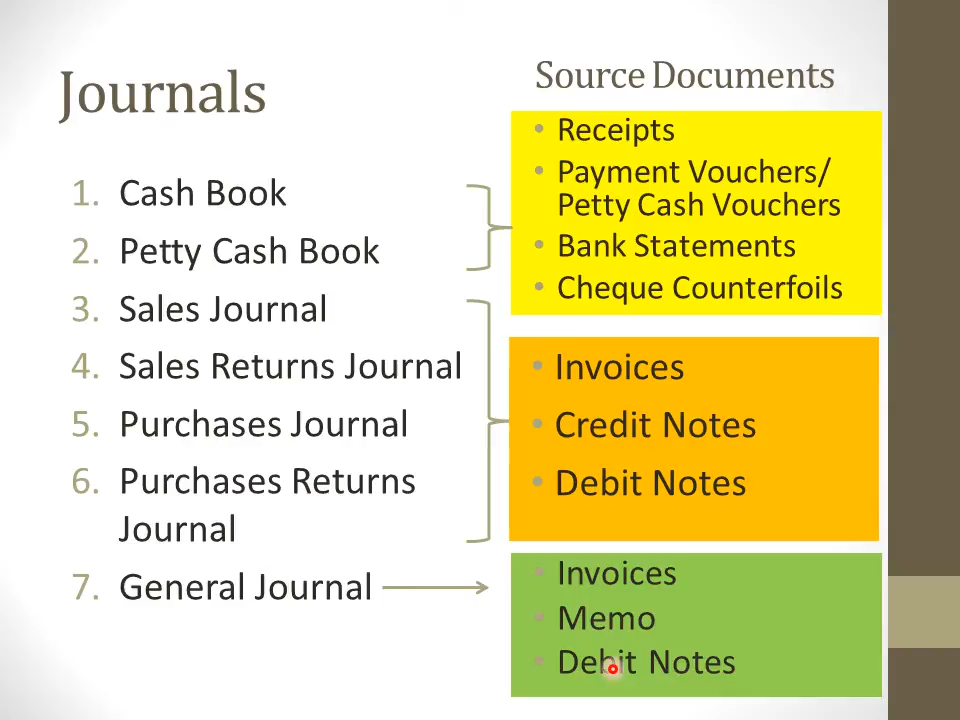 Journals
1. Cash Book
2. Petty Cash Book
3. Sales Journal
4. Sales Returns Journal
5. Purchases Journal
6. Purchases Returns
Journal
7. General Journal
Source Documents
• Receipts
• Payment Vouchers/
Petty Cash Vouchers
• Bank Statements
• Cheque Counterfoils
• Invoices
• Credit Notes
• Debit Notes
• Invoices
• Memo
• Debit Notes